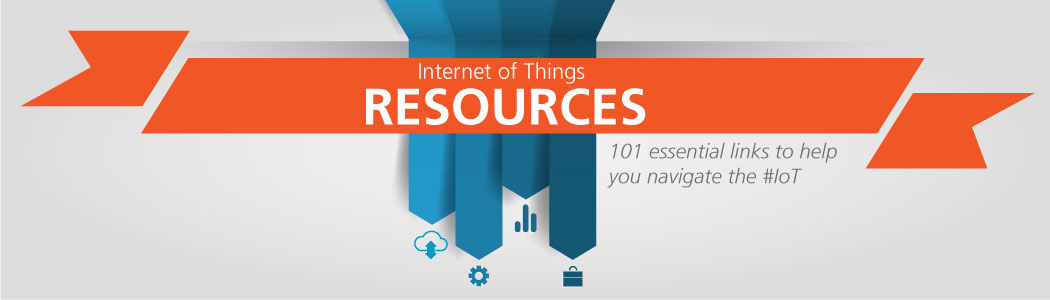 Internet of Things
RESOURCES
101 essential links to help
you navigate the #IoT